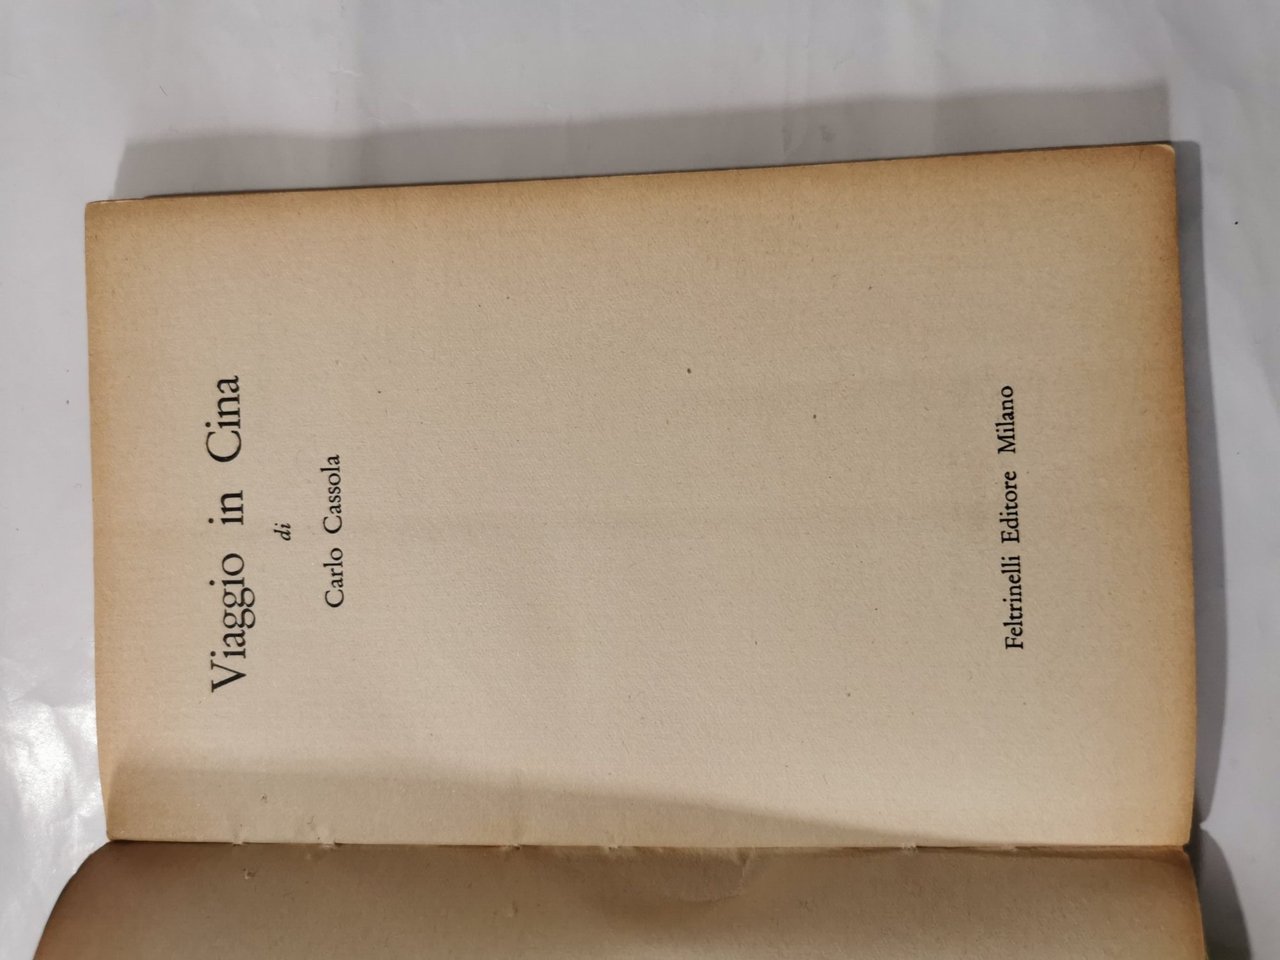 Viaggio in Cina
di
Carlo Cassola
Feltrinelli Editore Milano